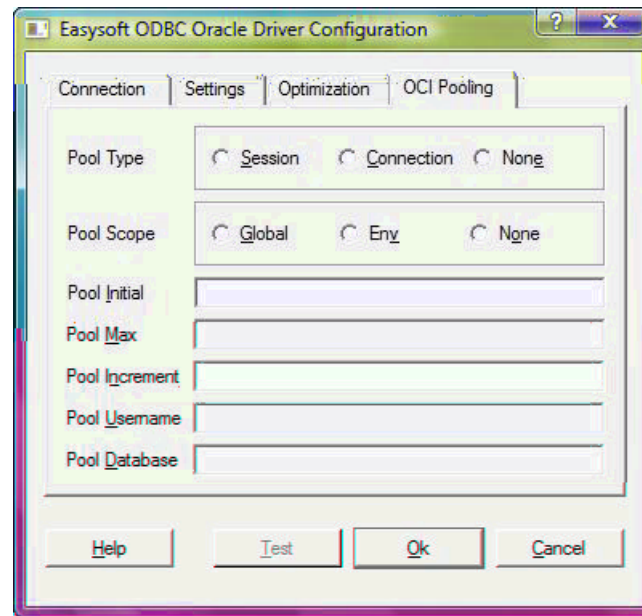 Easysoft ODBC Oracle Driver Configuration
Connection Settings Optimization OCI Pooling
Pool Type Session Connection None
Pool Scope Global Env None
Pool Initial
Pool Max
Pool Increment
Pool Username
Pool Database
Help Test Ok Cancel